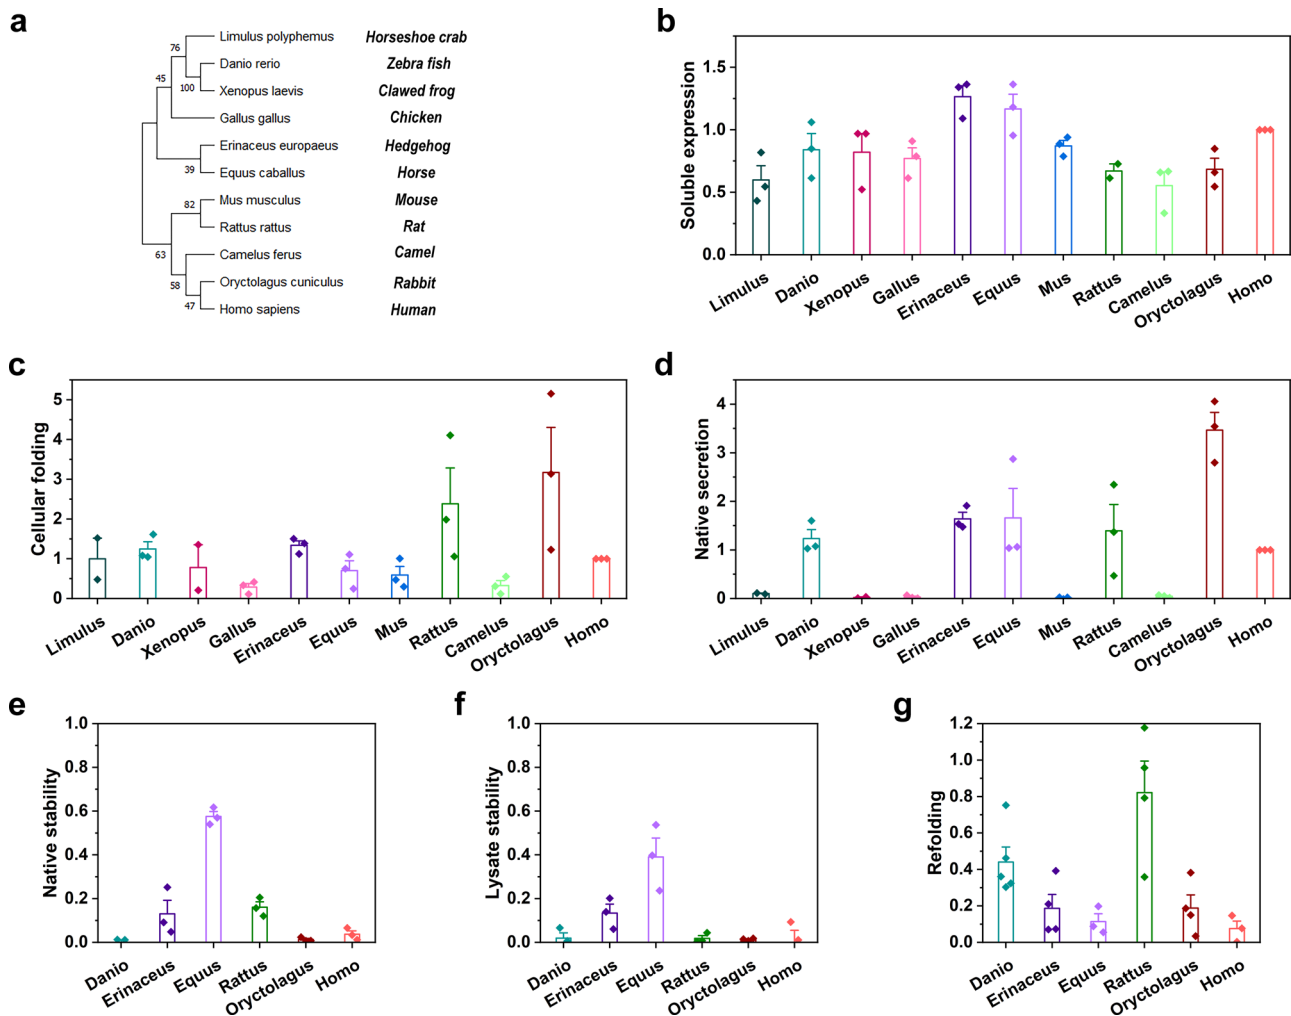 a
Limulus polyphemus Horseshoe crab
Danio rerio Zebra fish
Xenopus laevis Clawed frog
Gallus gallus Chicken
Erinaceus europaeus Hedgehog
Equus caballus Horse
Mus musculus Mouse
Rattus rattus Rat
Camelus ferus Camel
Oryctolagus cuniculus Rabbit
Homo sapiens Human
76
45
100
39
82
63
58
47
b
Soluble expression
1.5
1.0
0.5
0.0
Limulus
Danio
Xenopus
Gallus
Erinaceus
Equus
Mus
Rattus
Camelus
Oryctolagus
Homo
c
Cellular folding
5
4
3
2
1
0
Limulus
Danio
Xenopus
Gallus
Erinaceus
Equus
Mus
Rattus
Camelus
Oryctolagus
Homo
d
Native secretion
4
3
2
1
0
Limulus
Danio
Xenopus
Gallus
Erinaceus
Equus
Mus
Rattus
Camelus
Oryctolagus
Homo
e
Native stability
1.0
0.8
0.6
0.4
0.2
0.0
Danio
Erinaceus
Equus
Rattus
Oryctolagus
Homo
f
Lysate stability
1.0
0.8
0.6
0.4
0.2
0.0
Danio
Erinaceus
Equus
Rattus
Oryctolagus
Homo
g
Refolding
1.2
1.0
0.8
0.6
0.4
0.2
0.0
Danio
Erinaceus
Equus
Rattus
Oryctolagus
Homo